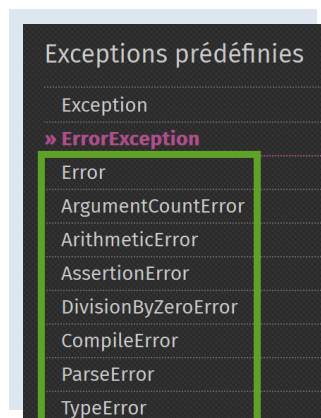 Exceptions prédéfinies
Exception
» ErrorException
Error
ArgumentCountError
ArithmeticError
AssertionError
DivisionByZeroError
CompileError
ParseError
TypeError